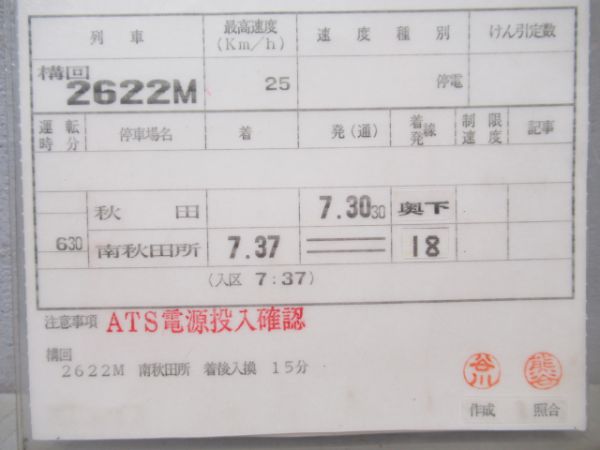 列車 最高速度(Km/h) 速度種別 けん引定数
構回
2622M 25 停電
運転時分 停車場名 着 発(通) 着発線 制限速度 記事
秋田 7.30 30 奥下
6 30 南秋田所 7.37 18
(入区 7:37)
注意事項 ATS電源投入確認
構回
2622M 南秋田所 着後入換 15分
谷川 熊谷
作成 照合